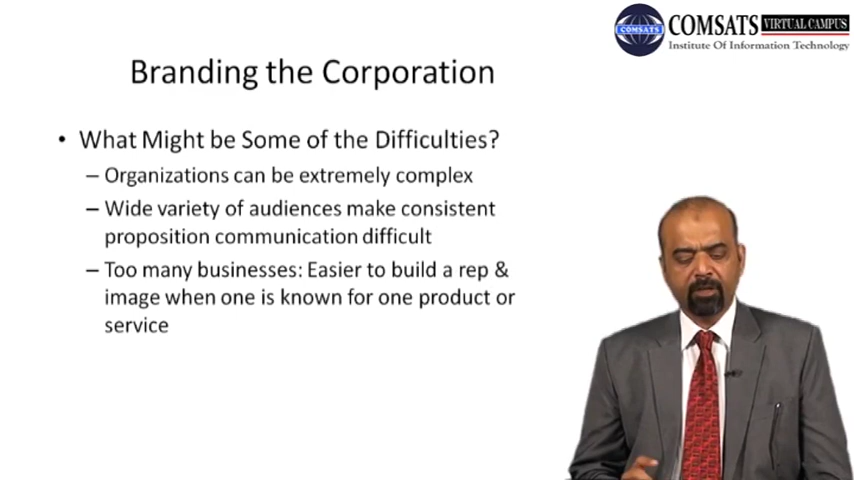 COMSATS VIRTUAL CAMPUS
COMSATS
Institute Of Information Technology
Branding the Corporation
• What Might be Some of the Difficulties?
– Organizations can be extremely complex
– Wide variety of audiences make consistent
proposition communication difficult
– Too many businesses: Easier to build a rep &
image when one is known for one product or
service